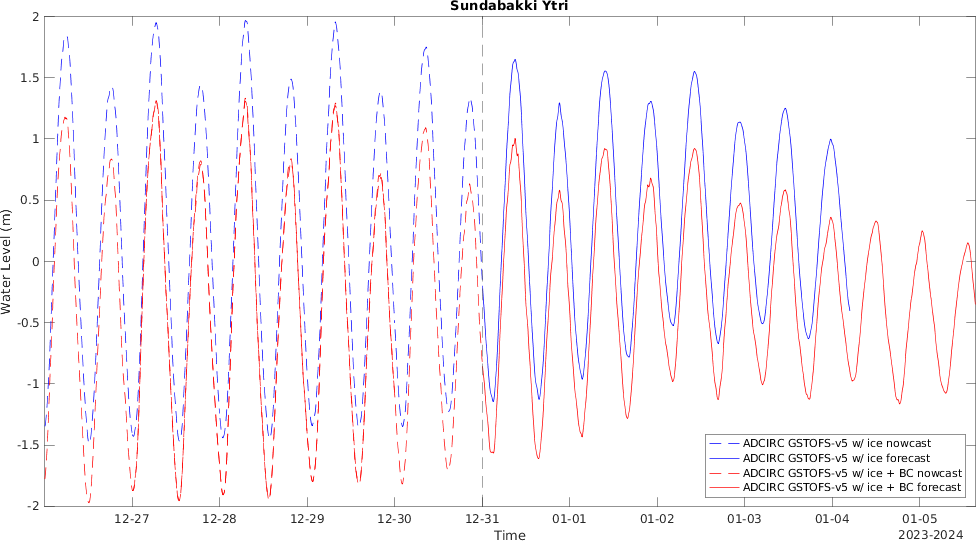 Sundabakki Ytri
2
1.5
1
0.5
0
-0.5
-1
-1.5
-2
Water Level (m)
12-27 12-28 12-29 12-30 12-31 01-01 01-02 01-03 01-04 01-05
Time
2023-2024
ADCIRC GSTOFS-v5 w/ ice nowcast
ADCIRC GSTOFS-v5 w/ ice forecast
ADCIRC GSTOFS-v5 w/ ice + BC nowcast
ADCIRC GSTOFS-v5 w/ ice + BC forecast